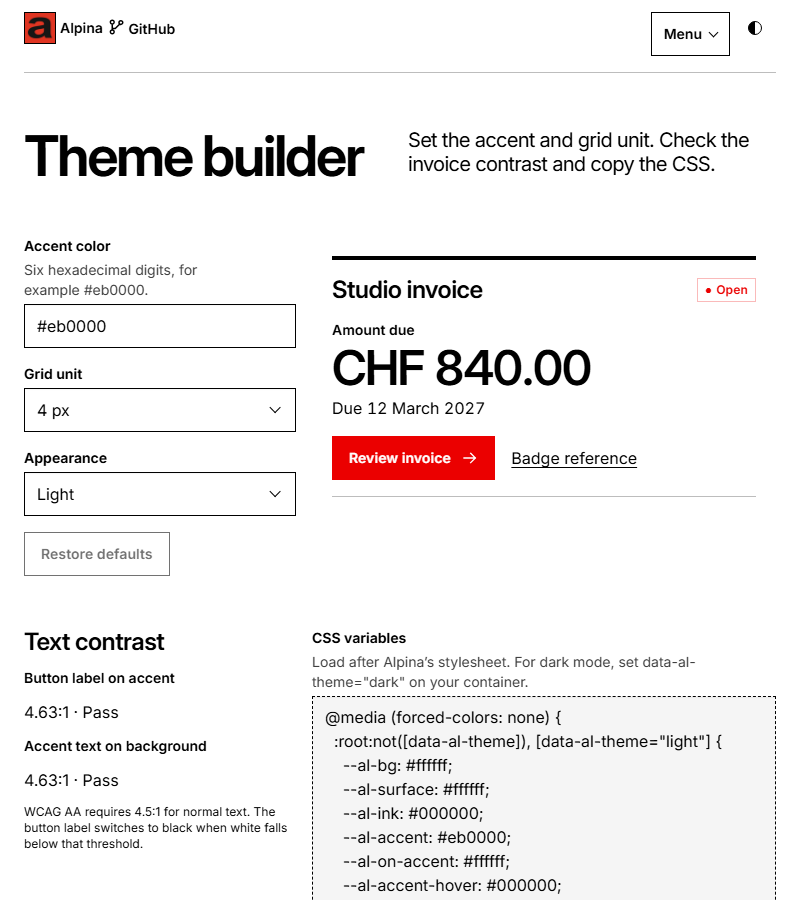 a Alpina GitHub
Menu
Theme builder
Set the accent and grid unit. Check the
invoice contrast and copy the CSS.
Accent color
Six hexadecimal digits, for
example #eb0000.
#eb0000
Grid unit
4 px
Appearance
Light
Restore defaults
Studio invoice
Open
Amount due
CHF 840.00
Due 12 March 2027
Review invoice
Badge reference
Text contrast
Button label on accent
4.63:1 · Pass
Accent text on background
4.63:1 · Pass
WCAG AA requires 4.5:1 for normal text. The
button label switches to black when white falls
below that threshold.
CSS variables
Load after Alpina’s stylesheet. For dark mode, set data-al-
theme="dark" on your container.
@media (forced-colors: none) {
:root:not([data-al-theme]), [data-al-theme="light"] {
--al-bg: #ffffff;
--al-surface: #ffffff;
--al-ink: #000000;
--al-accent: #eb0000;
--al-on-accent: #ffffff;
--al-accent-hover: #000000;